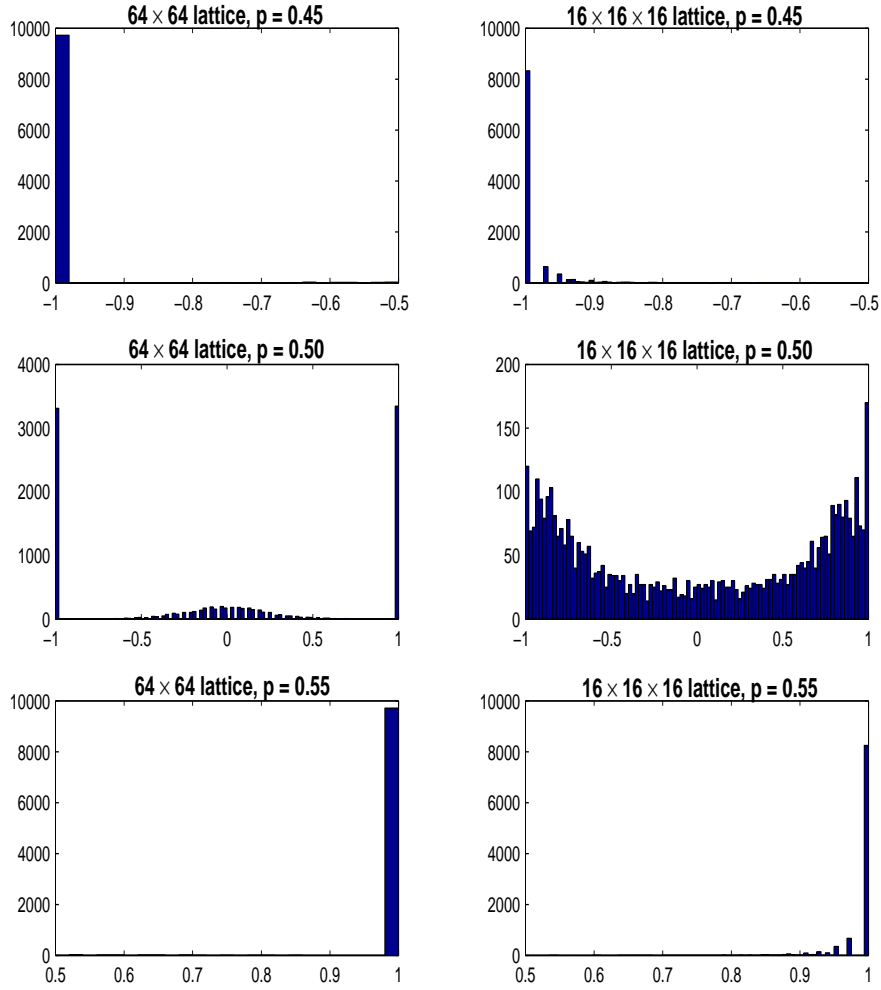 64 × 64 lattice, p = 0.45
10000
8000
6000
4000
2000
0
−1 −0.9 −0.8 −0.7 −0.6 −0.5
16 × 16 × 16 lattice, p = 0.45
10000
8000
6000
4000
2000
0
−1 −0.9 −0.8 −0.7 −0.6 −0.5
64 × 64 lattice, p = 0.50
4000
3000
2000
1000
0
−1 −0.5 0 0.5 1
16 × 16 × 16 lattice, p = 0.50
200
150
100
50
0
−1 −0.5 0 0.5 1
64 × 64 lattice, p = 0.55
10000
8000
6000
4000
2000
0
0.5 0.6 0.7 0.8 0.9 1
16 × 16 × 16 lattice, p = 0.55
10000
8000
6000
4000
2000
0
0.5 0.6 0.7 0.8 0.9 1